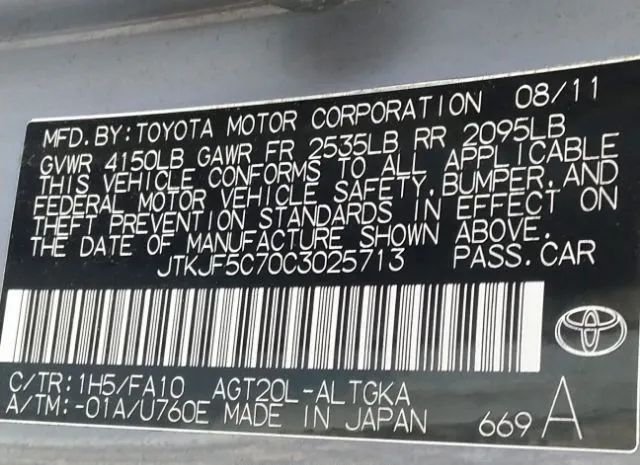 MFD. BY: TOYOTA MOTOR CORPORATION 08/11
GVWR 4150LB GAWR FR 2535LB RR 2095LB
THIS VEHICLE CONFORMS TO ALL APPLICABLE
FEDERAL MOTOR VEHICLE SAFETY, BUMPER, AND
THEFT PREVENTION STANDARDS IN EFFECT ON
THE DATE OF MANUFACTURE SHOWN ABOVE.
JTKJF5C70C3025713 PASS. CAR
C/TR: 1H5/FA10 AGT20L-ALTGKA
A/TM: -01A/U760E MADE IN JAPAN
669 A